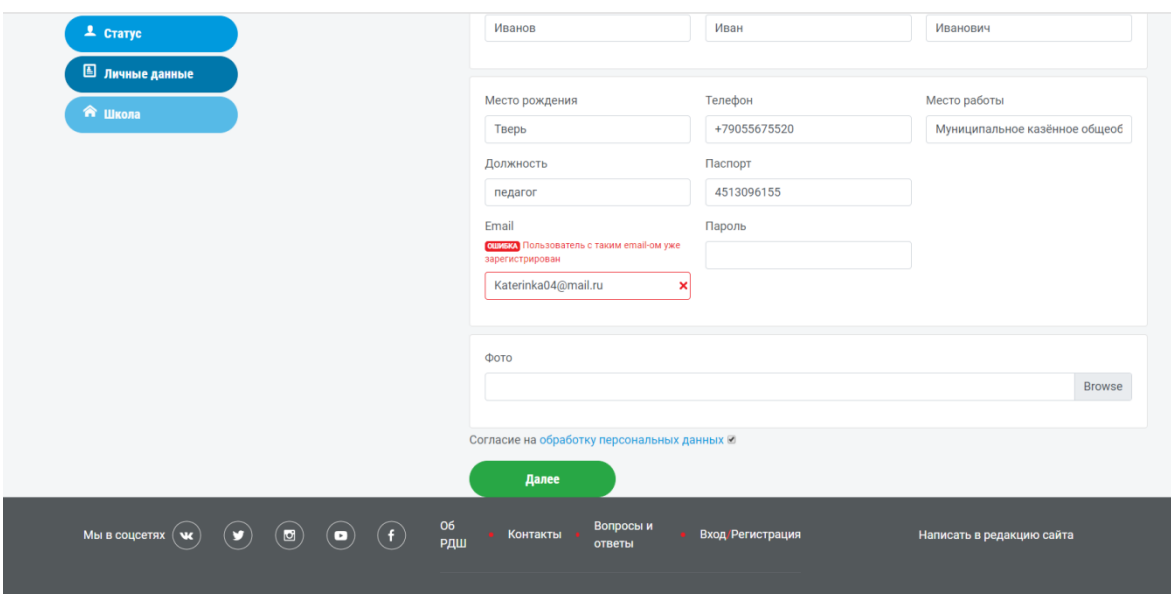 Статус
Личные данные
Школа
Иванов Иван Иванович
Место рождения Телефон Место работы
Тверь +79055675520 Муниципальное казённое общеоб
Должность Паспорт
педагог 4513096155
Email Пароль
ОШИБКА Пользователь с таким email-ом уже
зарегистрирован
Katerinka04@mail.ru
Фото
Browse
Согласие на обработку персональных данных
Далее
Мы в соцсетях
Об
РДШ
Контакты
Вопросы и
ответы
Вход/Регистрация
Написать в редакцию сайта